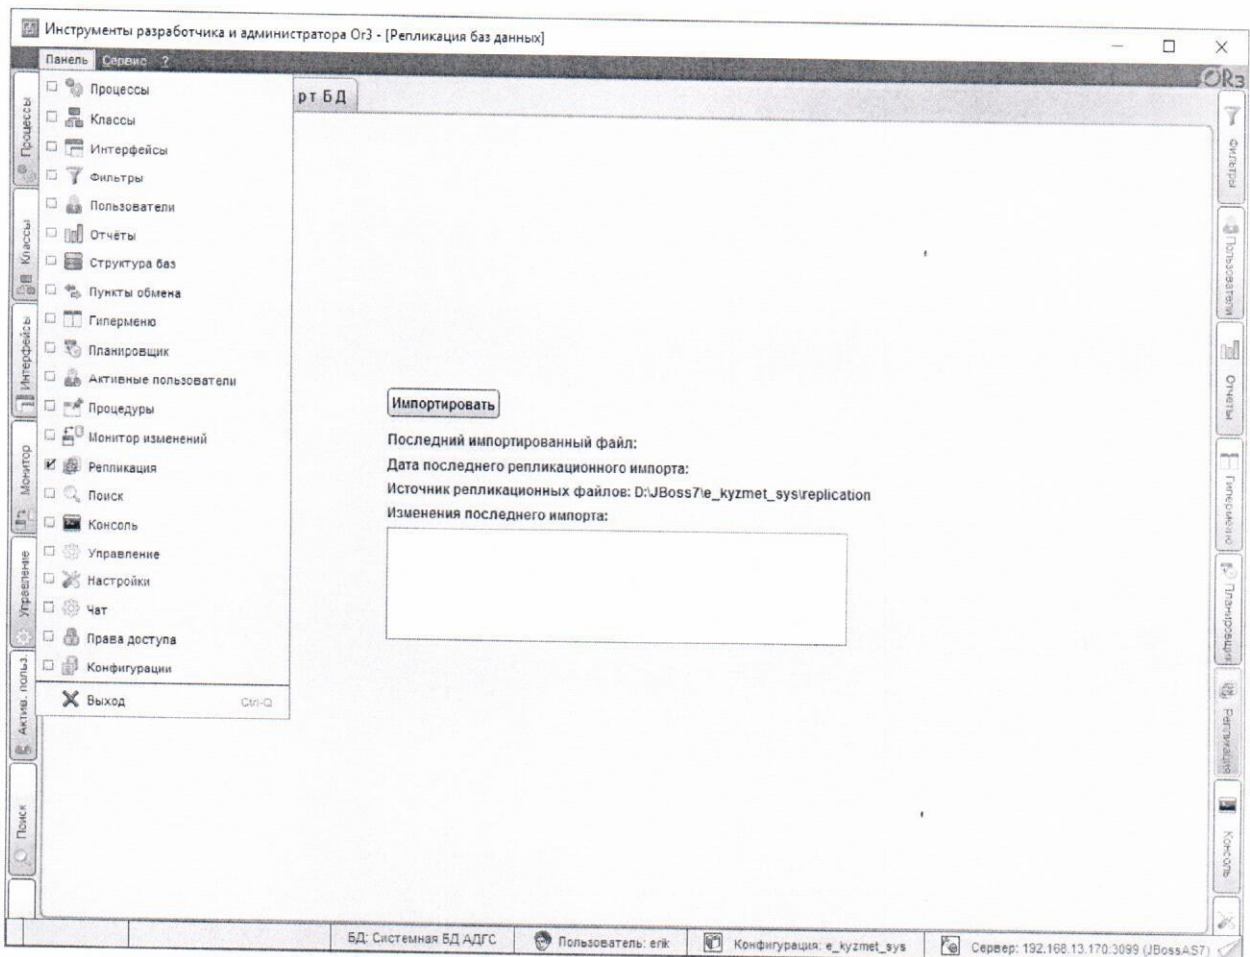 Инструменты разработчика и администратора Or3 - [Репликация баз данных]
Панель Сервис ?
OR3
Процессы
Классы
Интерфейсы
Фильтры
Пользователи
Отчёты
Структура баз
Пункты обмена
Гиперменю
Планировщик
Активные пользователи
Процедуры
Монитор изменений
Репликация
Поиск
Консоль
Управление
Настройки
Чат
Права доступа
Конфигурации
Выход Ctrl-Q
рт БД
Импортировать
Последний импортированный файл:
Дата последнего репликационного импорта:
Источник репликационных файлов: D:\JBoss7\e_kyzmet_sys\replication
Изменения последнего импорта:
Процессы
Классы
Интерфейсы
Монитор
Управление
Актив. польз.
Поиск
Фильтры
Пользователи
Отчеты
Гиперменю
Планировщик
Репликация
Консоль
БД: Системная БД АДГС
Пользователь: erik
Конфигурация: e_kyzmet_sys
Сервер: 192.168.13.170:3099 (JBossAS7)